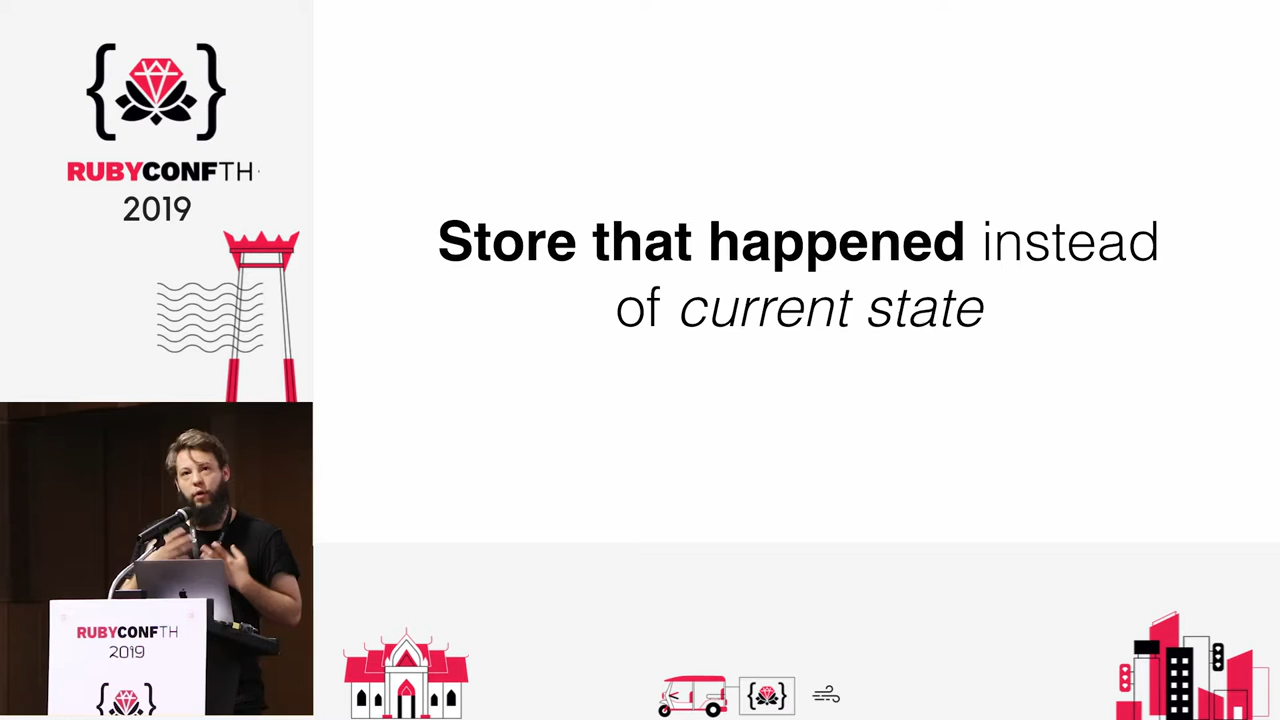 RUBYCONFTH
2019
Store that happened instead
of current state
RUBYCONFTH
2019